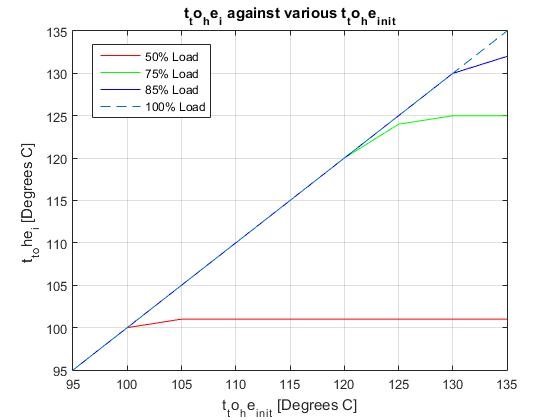 t_t o_h e_i against various t_t o_h e_init
135
130
125
120
115
110
105
100
95
t_to he_i [Degrees C]
50% Load
75% Load
85% Load
100% Load
95 100 105 110 115 120 125 130 135
t_t o_h e_init [Degrees C]